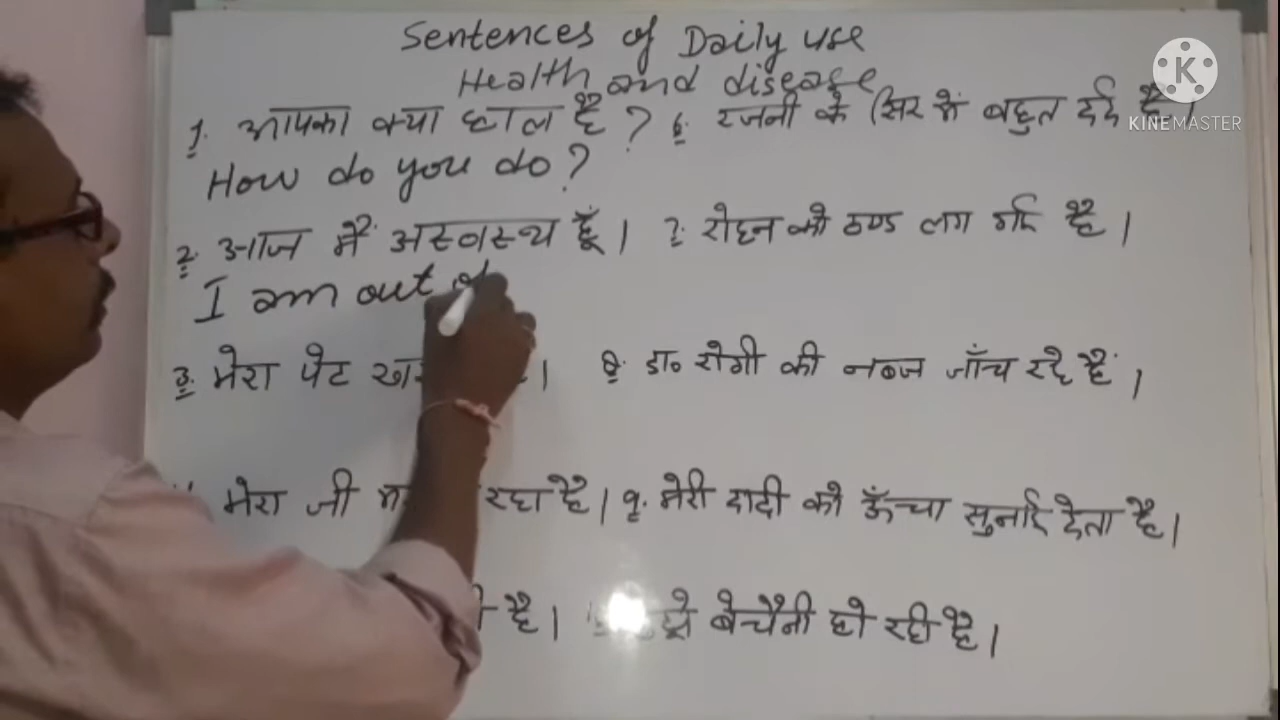 Sentences of Daily use
Health and disease
1. आपका क्या हाल है ?
How do you do ?
2. आज मैं अस्वस्थ हूँ ।
I am out of
3. मेरा पेट है ।
मेरा जी रहा है ।
है ।
6. रजनी के सिर में बहुत दर्द है ।
7. रोहन को ठण्ड लग गई है ।
8. डा० रोगी की नब्ज जाँच रहे हैं ।
9. मेरी दादी को ऊँचा सुनाई देता है ।
बेचैनी हो रही है ।
K
KINEMASTER